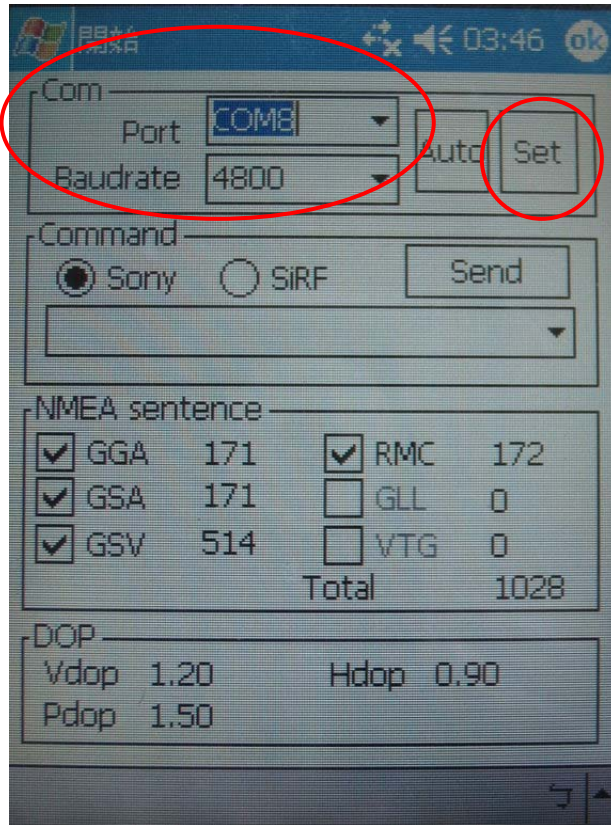 開始 03:46 ok
Com
Port COM8 Auto Set
Baudrate 4800
Command
Sony SiRF Send
NMEA sentence
GGA 171 RMC 172
GSA 171 GLL 0
GSV 514 VTG 0
Total 1028
DOP
Vdop 1.20 Hdop 0.90
Pdop 1.50
ㄅ